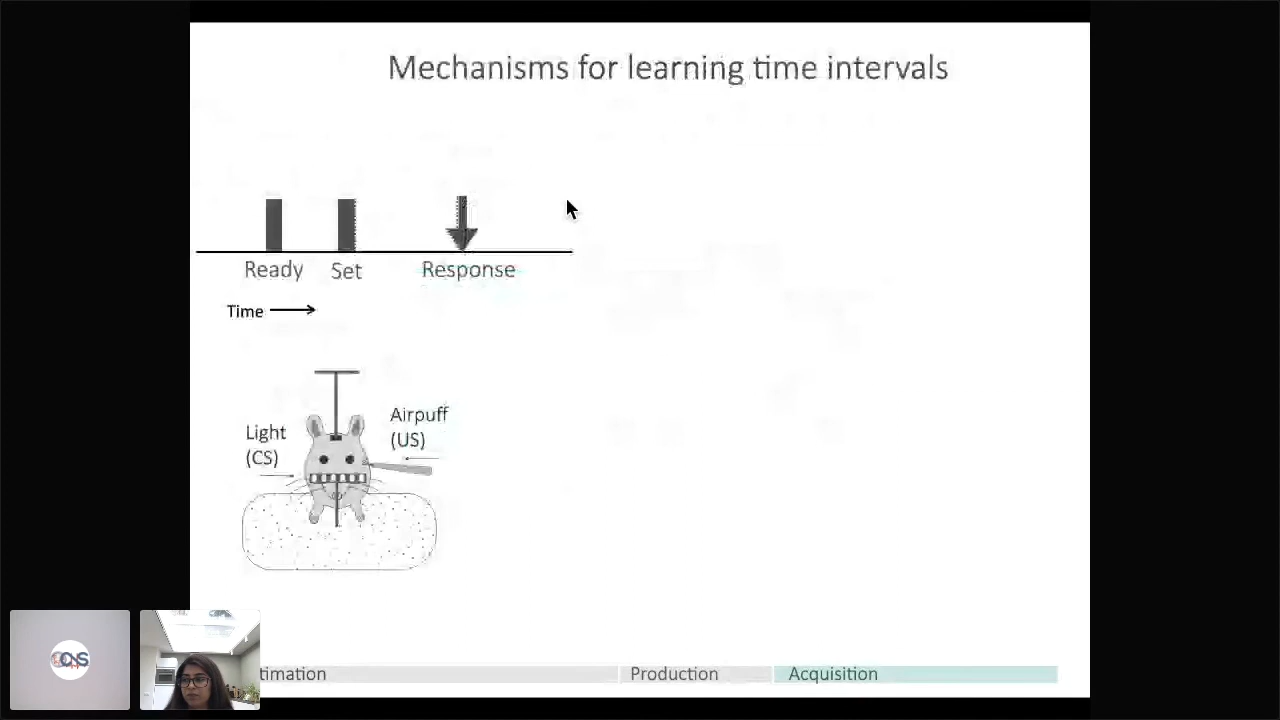 Mechanisms for learning time intervals
Ready Set Response
Time
Light
(CS)
Airpuff
(US)
timation Production Acquisition